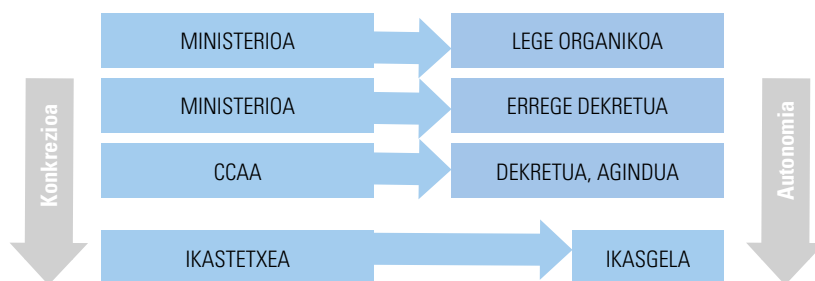 MINISTERIOA
LEGE ORGANIKOA
MINISTERIOA
ERREGE DEKRETUA
CCAA
DEKRETUA, AGINDUA
IKASTETXEA
IKASGELA
Konkrezioa
Autonomia